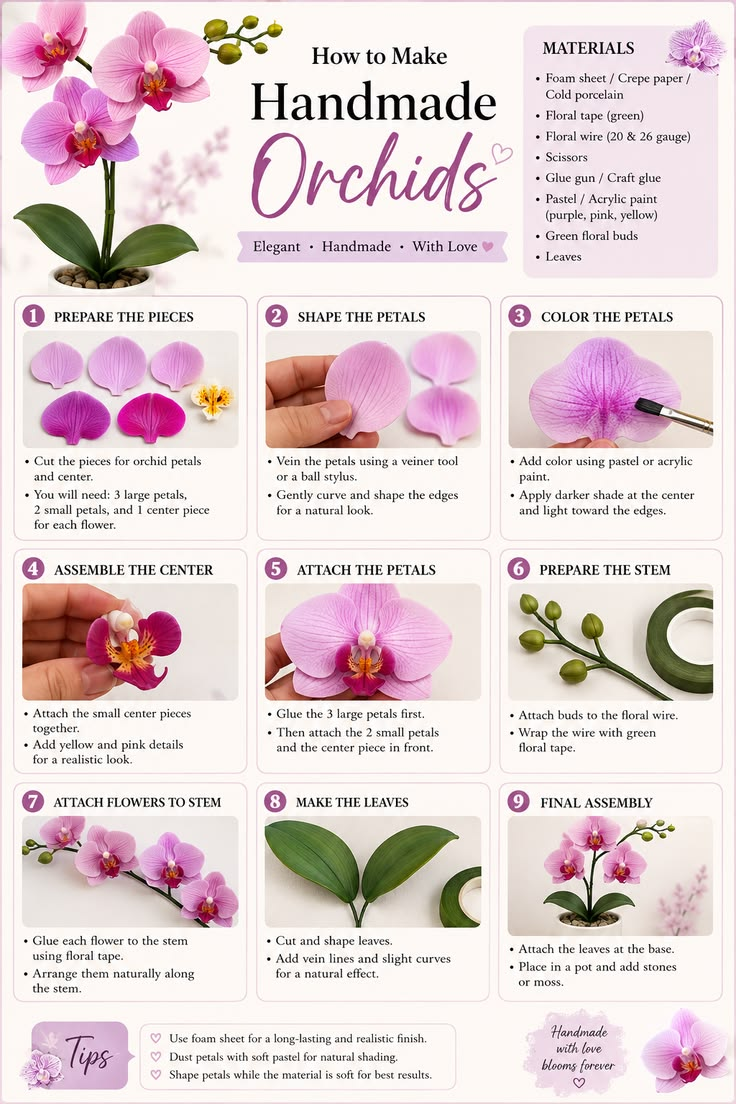 How to Make
Handmade
Orchids
Elegant • Handmade • With Love
MATERIALS
• Foam sheet / Crepe paper /
Cold porcelain
• Floral tape (green)
• Floral wire (20 & 26 gauge)
• Scissors
• Glue gun / Craft glue
• Pastel / Acrylic paint
(purple, pink, yellow)
• Green floral buds
• Leaves
1 PREPARE THE PIECES
• Cut the pieces for orchid petals
and center.
• You will need: 3 large petals,
2 small petals, and 1 center piece
for each flower.
2 SHAPE THE PETALS
• Vein the petals using a veiner tool
or a ball stylus.
• Gently curve and shape the edges
for a natural look.
3 COLOR THE PETALS
• Add color using pastel or acrylic
paint.
• Apply darker shade at the center
and light toward the edges.
4 ASSEMBLE THE CENTER
• Attach the small center pieces
together.
• Add yellow and pink details
for a realistic look.
5 ATTACH THE PETALS
• Glue the 3 large petals first.
• Then attach the 2 small petals
and the center piece in front.
6 PREPARE THE STEM
• Attach buds to the floral wire.
• Wrap the wire with green
floral tape.
7 ATTACH FLOWERS TO STEM
• Glue each flower to the stem
using floral tape.
• Arrange them naturally along
the stem.
8 MAKE THE LEAVES
• Cut and shape leaves.
• Add vein lines and slight curves
for a natural effect.
9 FINAL ASSEMBLY
• Attach the leaves at the base.
• Place in a pot and add stones
or moss.
Tips
Use foam sheet for a long-lasting and realistic finish.
Dust petals with soft pastel for natural shading.
Shape petals while the material is soft for best results.
Handmade
with love
blooms forever